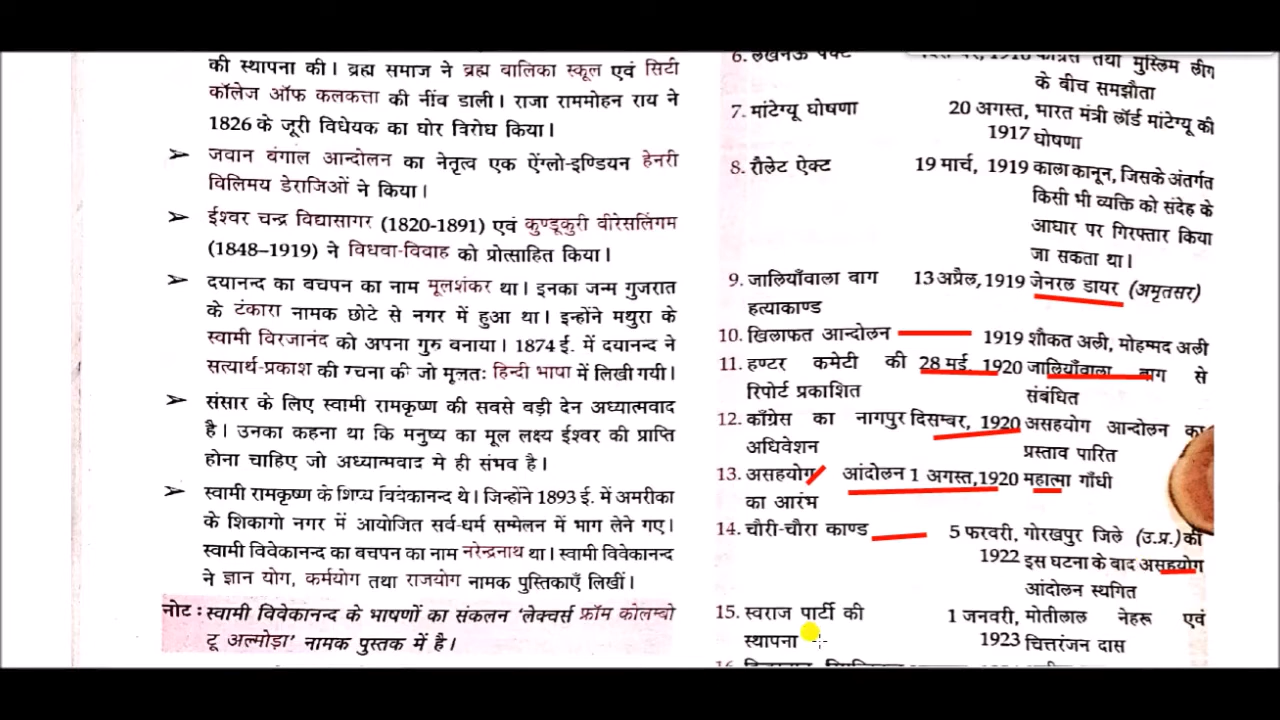 की स्थापना की। ब्रह्म समाज ने ब्रह्म वालिका स्कूल एवं सिटी
कॉलेज ऑफ कलकत्ता की नींव डाली। राजा राममोहन राय ने
1826 के जूरी विधेयक का घोर विरोध किया।
➤ जवान बंगाल आन्दोलन का नेतृत्व एक ऐंग्लो-इण्डियन हेनरी
विलिमय डेराजिओं ने किया।
➤ ईश्वर चन्द्र विद्यासागर (1820-1891) एवं कुण्डूकुरी वीरेसलिंगम
(1848–1919) ने विधवा-विवाह को प्रोत्साहित किया।
➤ दयानन्द का बचपन का नाम मूलशंकर था। इनका जन्म गुजरात
के टंकारा नामक छोटे से नगर में हुआ था। इन्होंने मथुरा के
स्वामी विरजानंद को अपना गुरु वनाया। 1874 ई. में दयानन्द ने
सत्यार्थ-प्रकाश की रचना की जो मूलतः हिन्दी भाषा में लिखी गयी।
➤ संसार के लिए स्वामी रामकृष्ण की सबसे बड़ी देन अध्यात्मवाद
है। उनका कहना था कि मनुष्य का मूल लक्ष्य ईश्वर की प्राप्ति
होना चाहिए जो अध्यात्मवाद मे ही संभव है।
➤ स्वामी रामकृष्ण के शिष्य विवेकानन्द थे। जिन्होंने 1893 ई. में अमरीका
के शिकागो नगर में आयोजित सर्व-धर्म सम्मेलन में भाग लेने गए।
स्वामी विवेकानन्द का बचपन का नाम नरेन्द्रनाथ था। स्वामी विवेकानन्द
ने ज्ञान योग, कर्मयोग तथा राजयोग नामक पुस्तिकाएँ लिखीं।
नोट : स्वामी विवेकानन्द के भाषणों का संकलन 'लेक्चर्स फ्रॉम कोलम्बो
टू अल्मोड़ा' नामक पुस्तक में है।
6. लखनऊ पैक्ट 1916 कांग्रेस तथा मुस्लिम लीग
के बीच समझौता
7. मांटेग्यू घोषणा 20 अगस्त, भारत मंत्री लॉर्ड मांटेग्यू की
1917 घोषणा
8. रौलेट ऐक्ट 19 मार्च, 1919 काला कानून, जिसके अंतर्गत
किसी भी व्यक्ति को संदेह के
आधार पर गिरफ्तार किया
जा सकता था।
9. जालियाँवाला वाग 13 अप्रैल, 1919 जेनरल डायर (अमृतसर)
हत्याकाण्ड
10. खिलाफत आन्दोलन 1919 शौकत अली, मोहम्मद अली
11. हण्टर कमेटी की 28 मई, 1920 जालियाँवाला वाग से
रिपोर्ट प्रकाशित संबंधित
12. काँग्रेस का नागपुर दिसम्बर, 1920 असहयोग आन्दोलन का
अधिवेशन प्रस्ताव पारित
13. असहयोग आंदोलन 1 अगस्त, 1920 महात्मा गाँधी
का आरंभ
14. चौरी-चौरा काण्ड 5 फरवरी, गोरखपुर जिले (उ.प्र.) की
1922 इस घटना के बाद असहयोग
आंदोलन स्थगित
15. स्वराज पार्टी की 1 जनवरी, मोतीलाल नेहरू एवं
स्थापना 1923 चित्तरंजन दास